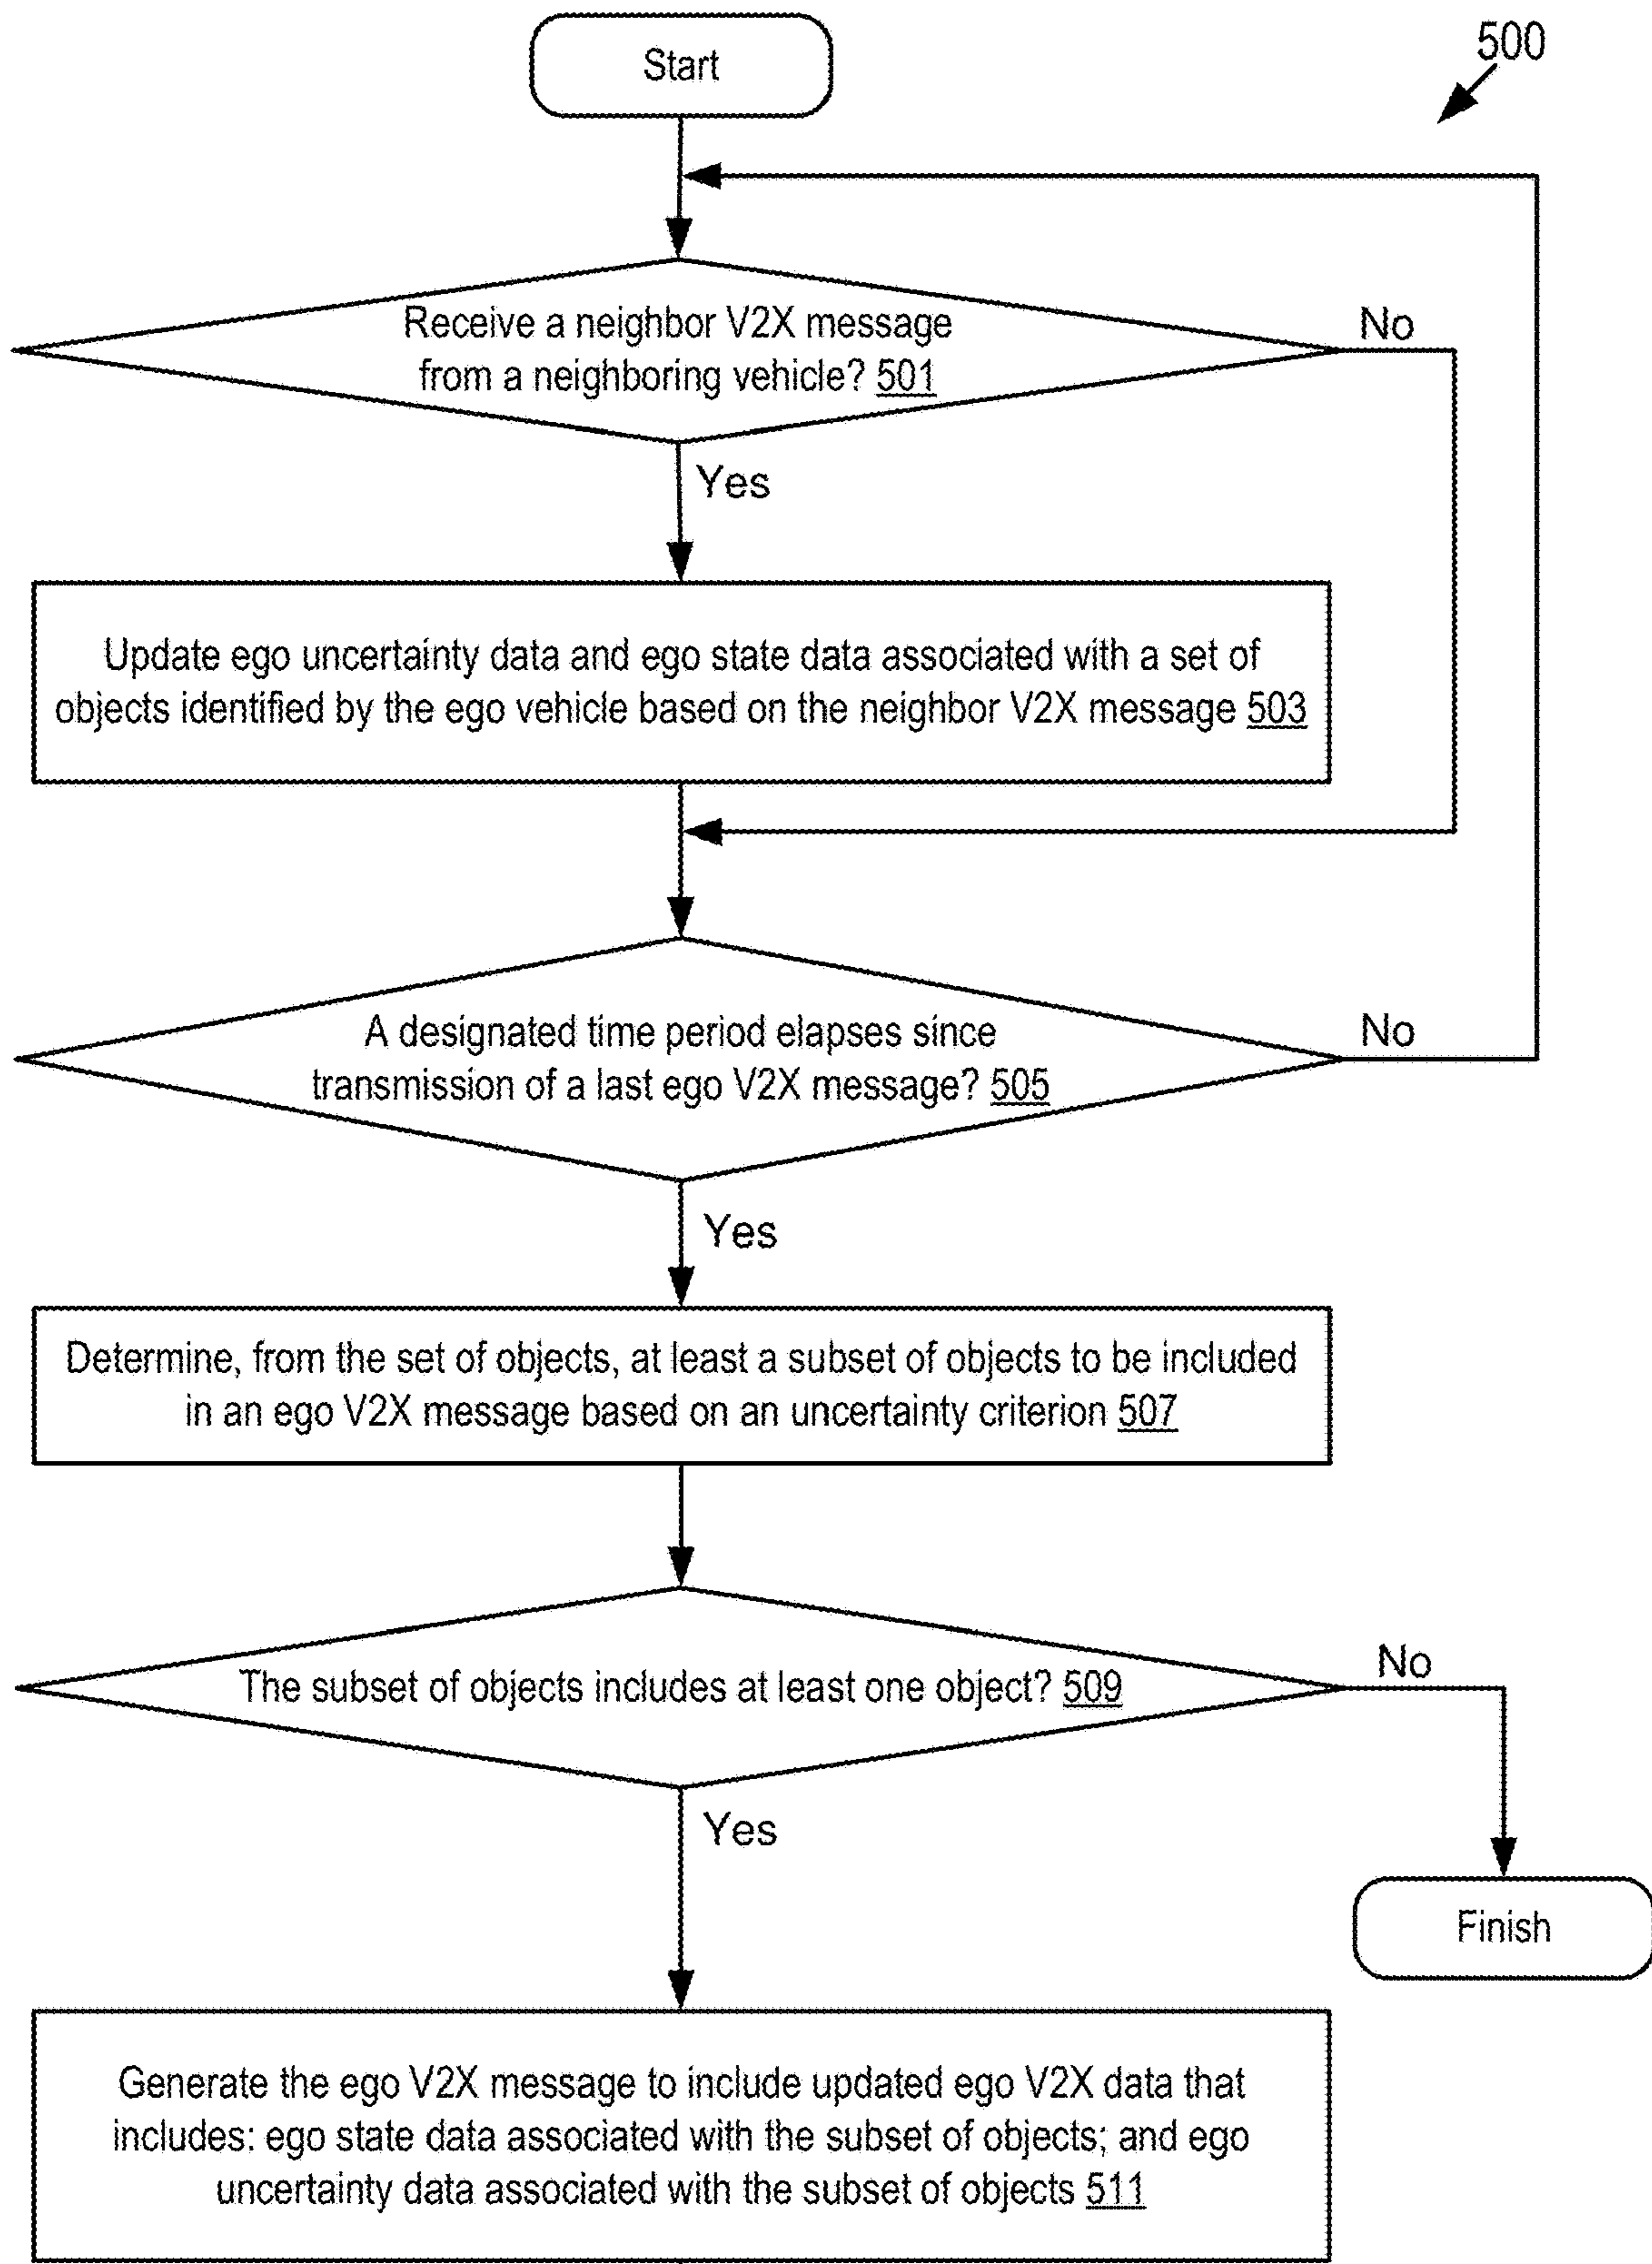 Start
500
Receive a neighbor V2X message
from a neighboring vehicle? 501
No
Yes
Update ego uncertainty data and ego state data associated with a set of
objects identified by the ego vehicle based on the neighbor V2X message 503
A designated time period elapses since
transmission of a last ego V2X message? 505
No
Yes
Determine, from the set of objects, at least a subset of objects to be included
in an ego V2X message based on an uncertainty criterion 507
The subset of objects includes at least one object? 509
No
Yes
Finish
Generate the ego V2X message to include updated ego V2X data that
includes: ego state data associated with the subset of objects; and ego
uncertainty data associated with the subset of objects 511